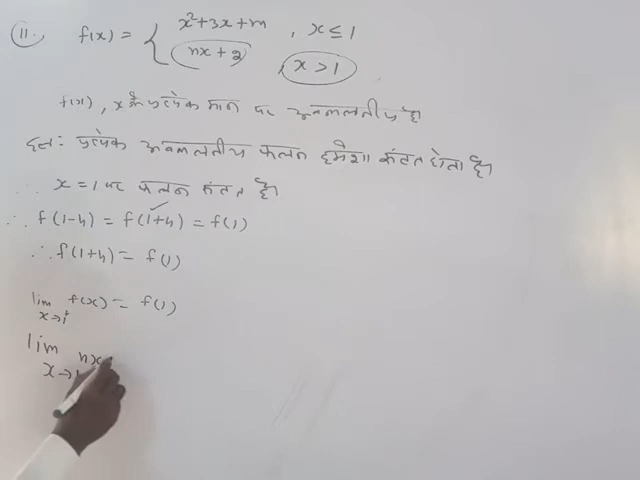 11. f(x) = { x²+3x+m , x ≤ 1
nx+2 , x > 1
f(x), x के प्रत्येक मान पर अवकलनीय है।
हल: प्रत्येक अवकलनीय फलन हमेशा संतत होता है।
∴ x = 1 पर फलन संतत है।
∴ f(1-h) = f(1+h) = f(1)
∴ f(1+h) = f(1)
lim x→1⁺ f(x) = f(1)
lim x→1 nx